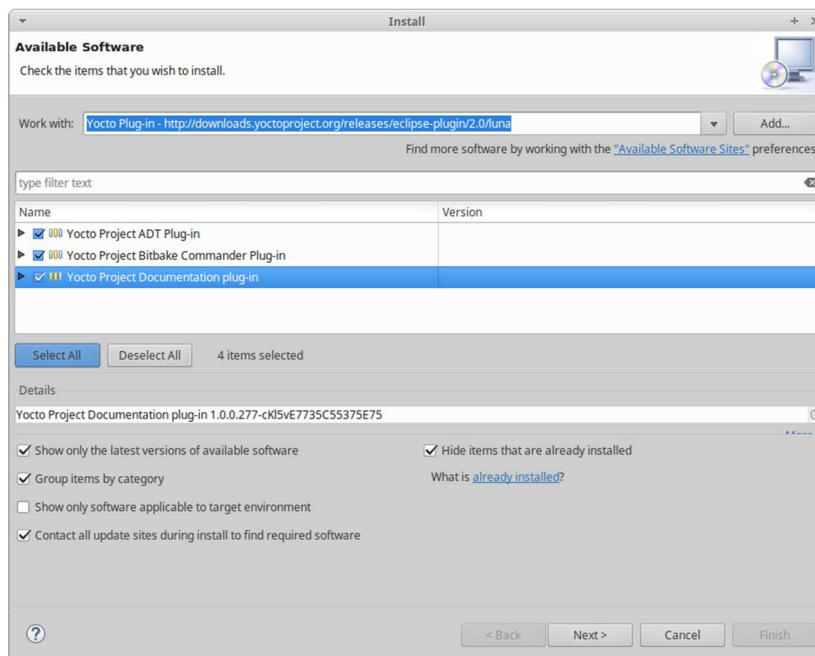 Install
Available Software
Check the items that you wish to install.
Work with: Yocto Plug-in - http://downloads.yoctoproject.org/releases/eclipse-plugin/2.0/luna Add...
Find more software by working with the "Available Software Sites" preferences
type filter text
Name Version
Yocto Project ADT Plug-in
Yocto Project Bitbake Commander Plug-in
Yocto Project Documentation plug-in
Select All Deselect All 4 items selected
Details
Yocto Project Documentation plug-in 1.0.0.277-cKl5vE7735C55375E75
Show only the latest versions of available software Hide items that are already installed
Group items by category What is already installed?
Show only software applicable to target environment
Contact all update sites during install to find required software
? < Back Next > Cancel Finish